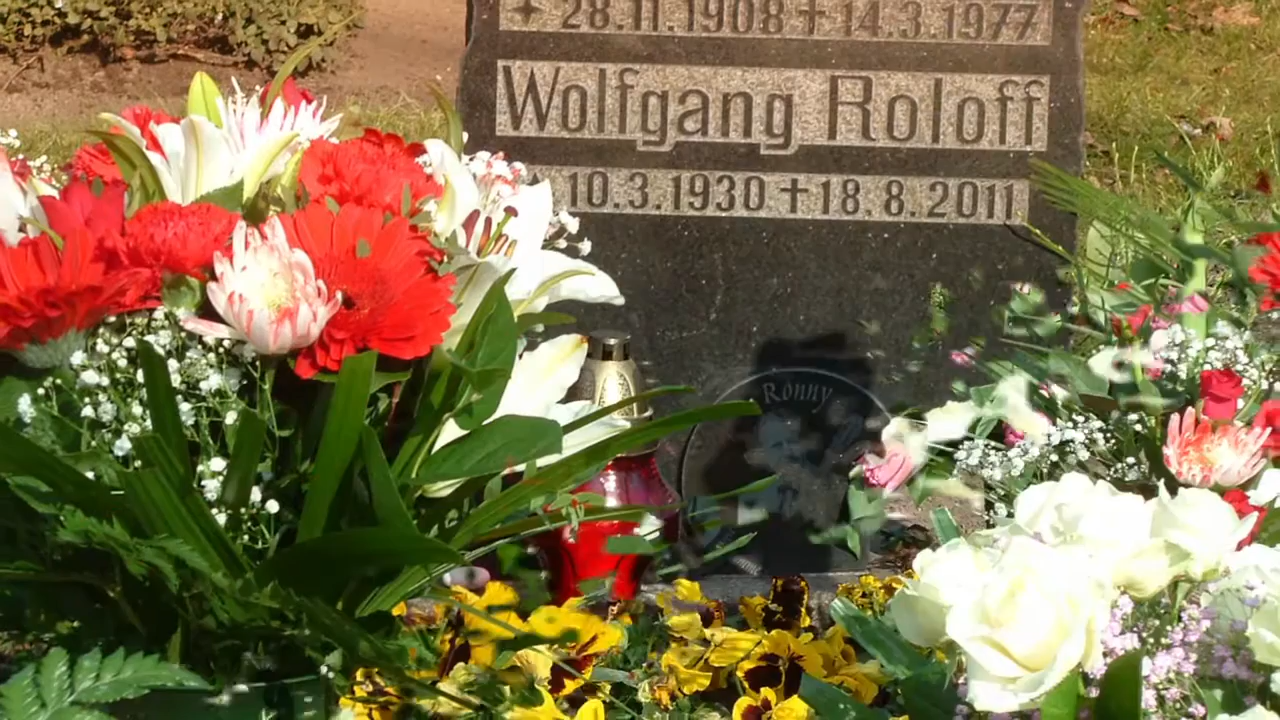 ✦ 28.11.1908 ✝ 14.3.1977
Wolfgang Roloff
10.3.1930 ✝ 18.8.2011
Ronny